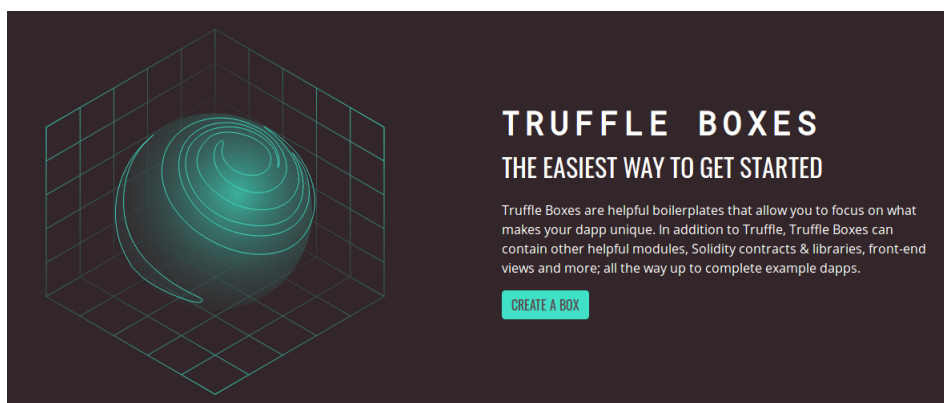 TRUFFLE BOXES
THE EASIEST WAY TO GET STARTED
Truffle Boxes are helpful boilerplates that allow you to focus on what
makes your dapp unique. In addition to Truffle, Truffle Boxes can
contain other helpful modules, Solidity contracts & libraries, front-end
views and more; all the way up to complete example dapps.
CREATE A BOX